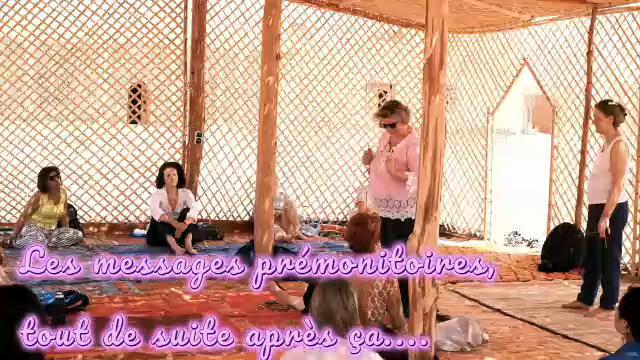 Les messages prémonitoires,
tout de suite après ça....